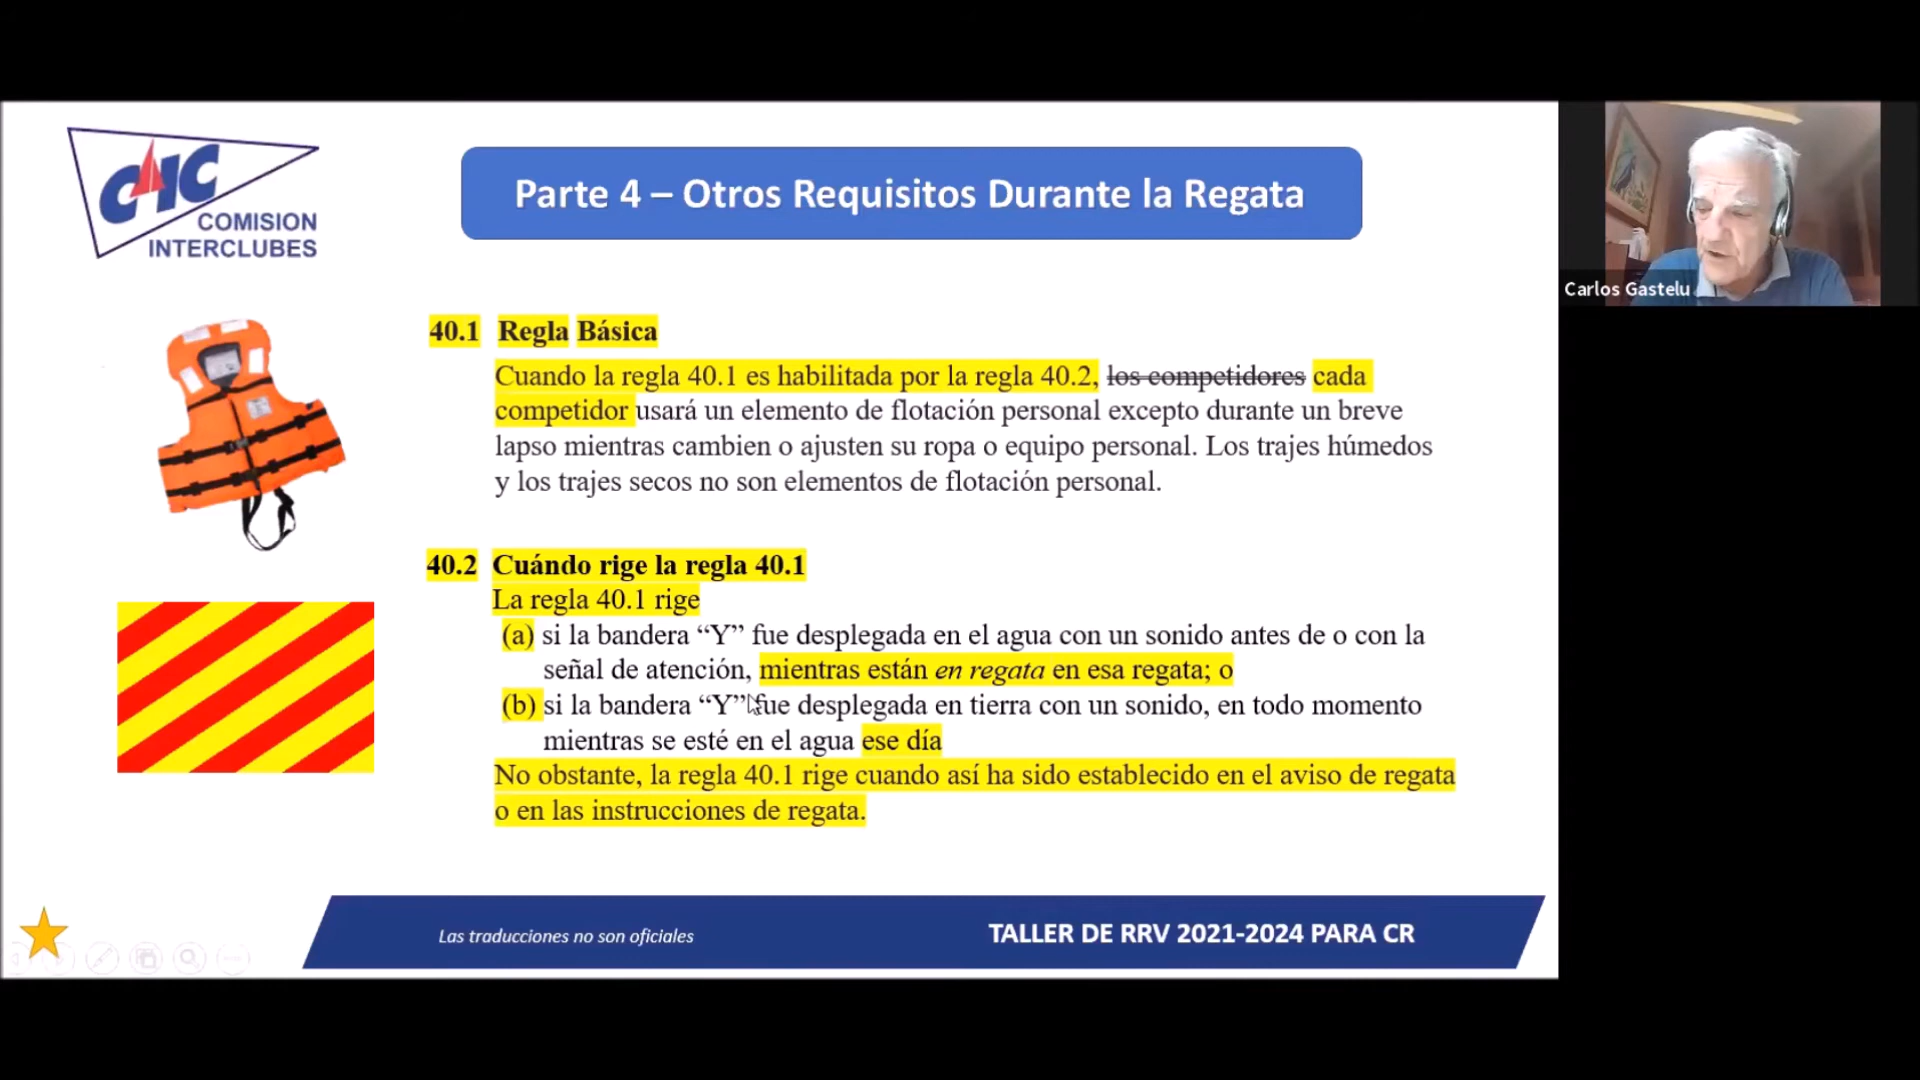 CIC
COMISION
INTERCLUBES
Parte 4 – Otros Requisitos Durante la Regata
Carlos Gastelu
40.1 Regla Básica
Cuando la regla 40.1 es habilitada por la regla 40.2, los competidores cada
competidor usará un elemento de flotación personal excepto durante un breve
lapso mientras cambien o ajusten su ropa o equipo personal. Los trajes húmedos
y los trajes secos no son elementos de flotación personal.
40.2 Cuándo rige la regla 40.1
La regla 40.1 rige
(a) si la bandera “Y” fue desplegada en el agua con un sonido antes de o con la
señal de atención, mientras están en regata en esa regata; o
(b) si la bandera “Y” fue desplegada en tierra con un sonido, en todo momento
mientras se esté en el agua ese día
No obstante, la regla 40.1 rige cuando así ha sido establecido en el aviso de regata
o en las instrucciones de regata.
Las traducciones no son oficiales
TALLER DE RRV 2021-2024 PARA CR